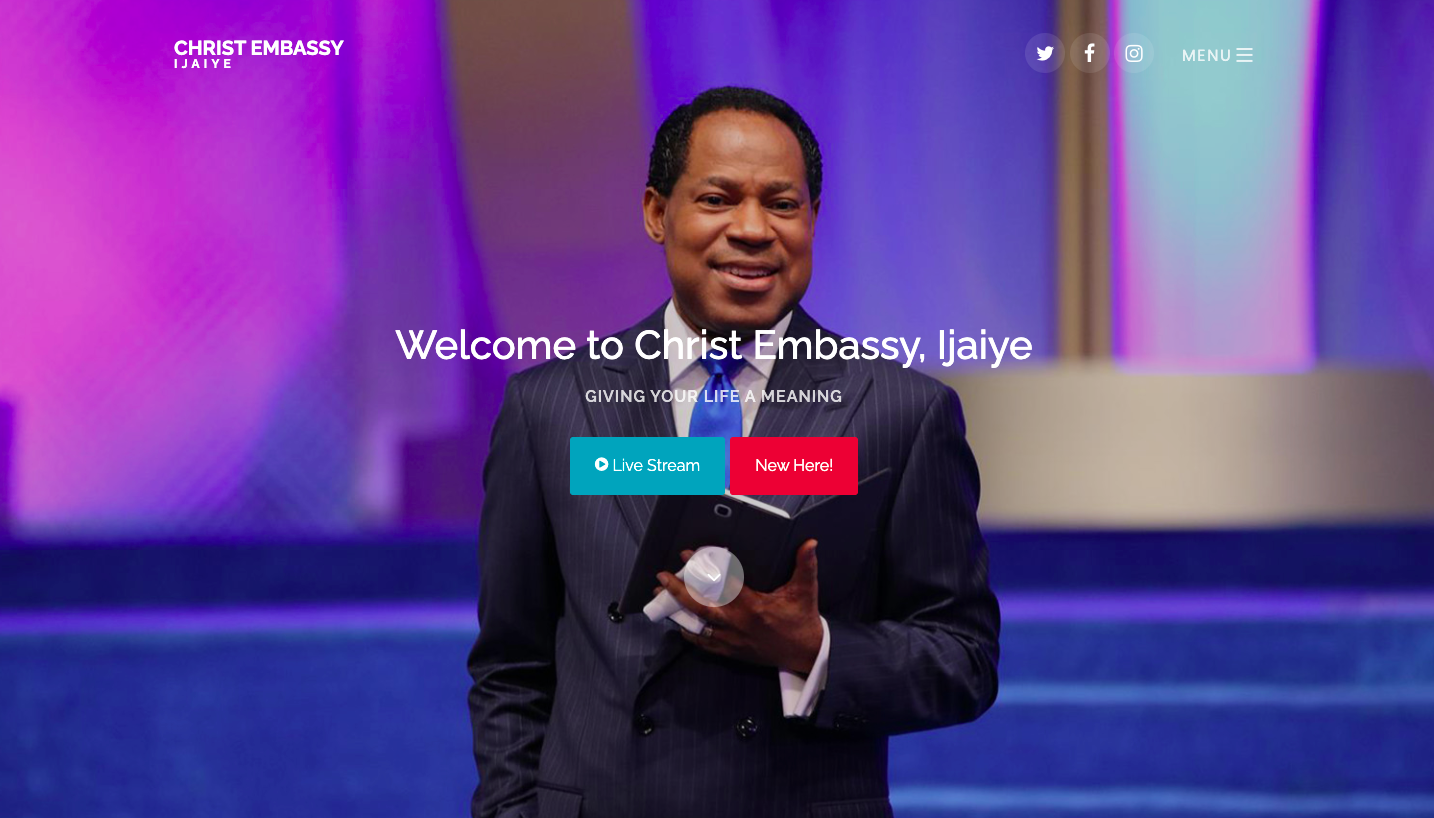 CHRIST EMBASSY
IJAIYE
MENU
Welcome to Christ Embassy, Ijaiye
GIVING YOUR LIFE A MEANING
Live Stream
New Here!